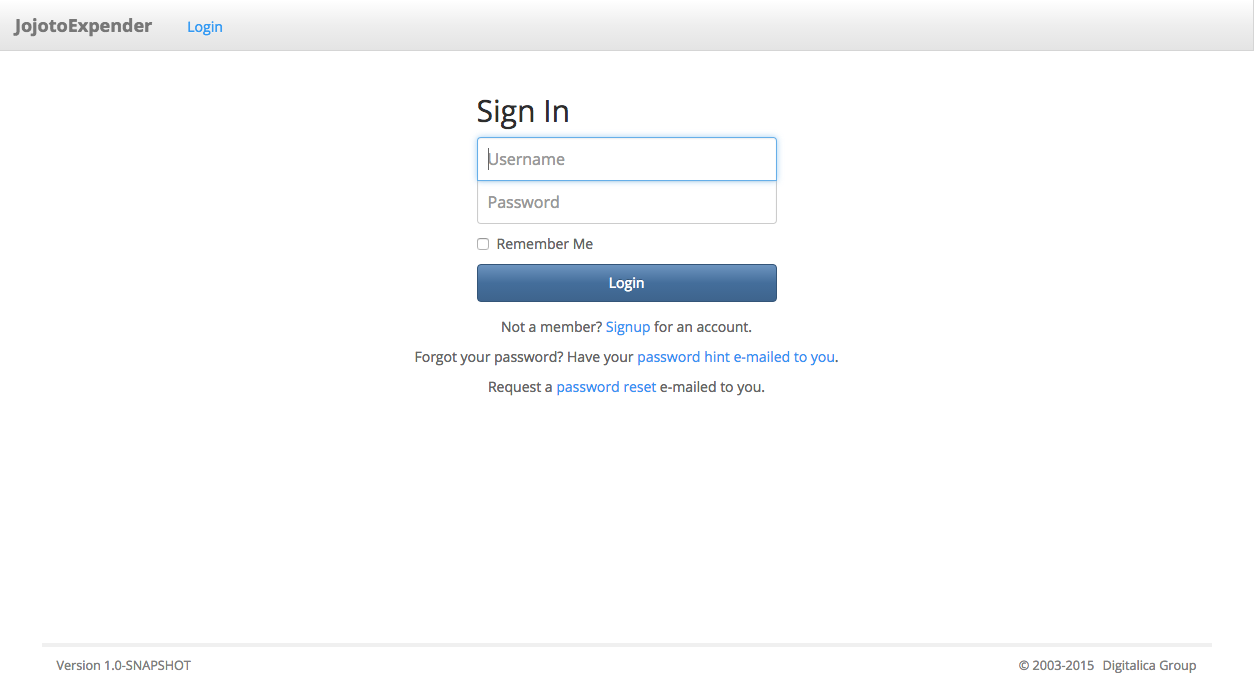 JojotoExpender Login
Sign In
Username
Password
Remember Me
Login
Not a member? Signup for an account.
Forgot your password? Have your password hint e-mailed to you.
Request a password reset e-mailed to you.
Version 1.0-SNAPSHOT © 2003-2015 Digitalica Group